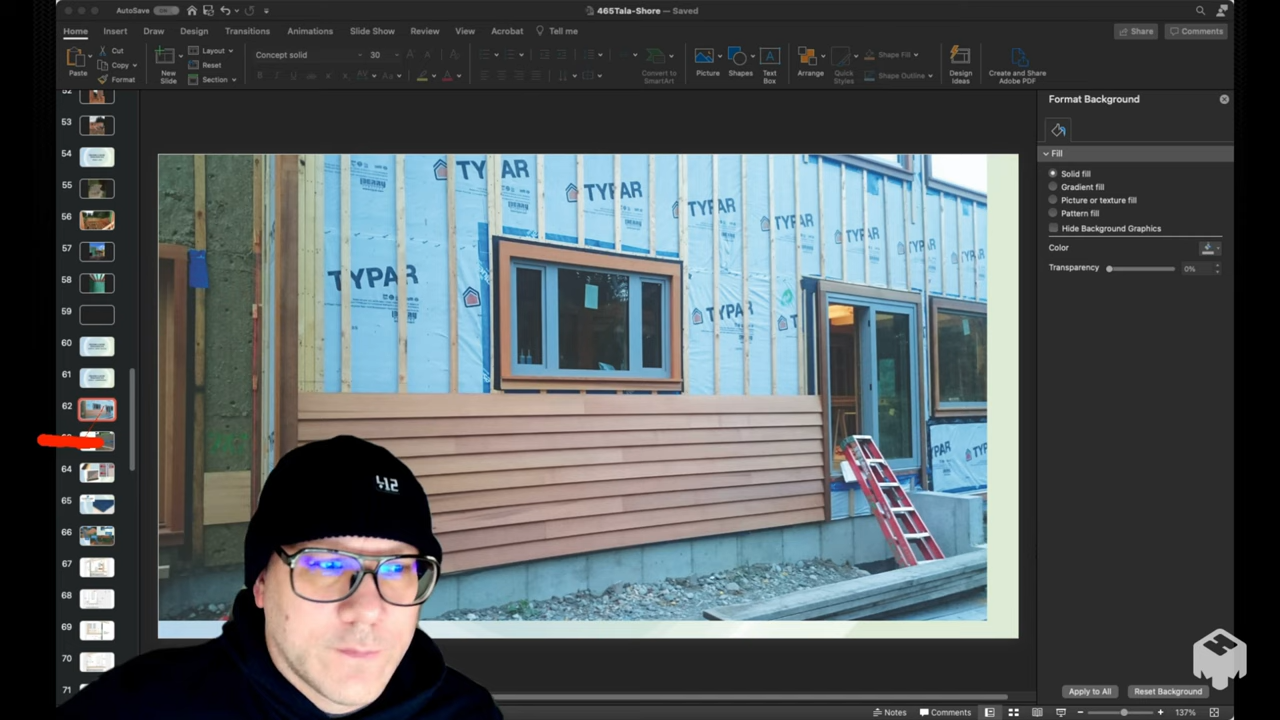 AutoSave
465Tala-Shore — Saved
Home Insert Draw Design Transitions Animations Slide Show Review View Acrobat Tell me
Share Comments
Paste
Cut
Copy
Format
New Slide
Layout
Reset
Section
Concept solid 30
Convert to SmartArt
Picture
Shapes
Text Box
Arrange
Quick Styles
Shape Fill
Shape Outline
Design Ideas
Create and Share Adobe PDF
Format Background
Fill
Solid fill
Gradient fill
Picture or texture fill
Pattern fill
Hide Background Graphics
Color
Transparency 0%
53
54
55
56
57
58
59
60
61
62
64
65
66
67
68
69
70
71
TYPAR
TYPAR
TYPAR
TYPAR
TYPAR
TYPAR
TYPAR
TYPAR
412
Apply to All Reset Background
Notes Comments 137%